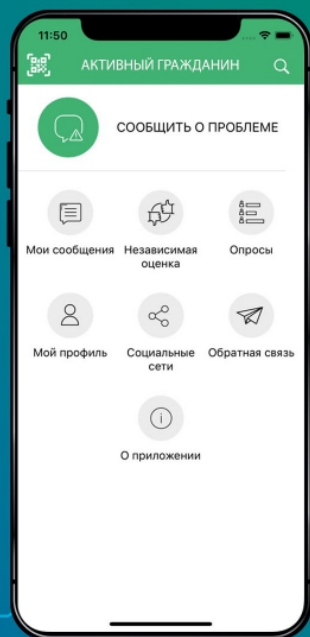 11:50
АКТИВНЫЙ ГРАЖДАНИН
СООБЩИТЬ О ПРОБЛЕМЕ
Мои сообщения
Независимая
оценка
Опросы
Мой профиль
Социальные
сети
Обратная связь
О приложении